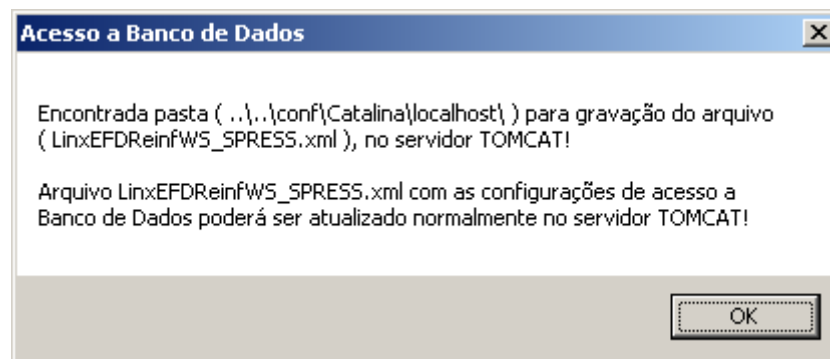 Acesso a Banco de Dados
Encontrada pasta ( ..\..\conf\Catalina\localhost\ ) para gravação do arquivo
( LinxEFDReinfWS_SPRESS.xml ), no servidor TOMCAT!
Arquivo LinxEFDReinfWS_SPRESS.xml com as configurações de acesso a
Banco de Dados poderá ser atualizado normalmente no servidor TOMCAT!
OK